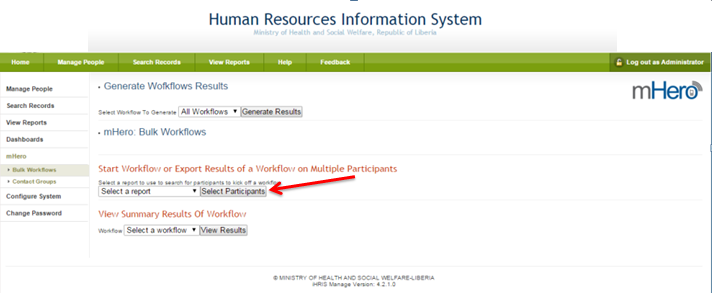 Human Resources Information System
Ministry of Health and Social Welfare, Republic of Liberia
Home Manage People Search Records View Reports Help Feedback Log out as Administrator
Manage People
Search Records
View Reports
Dashboards
mHero
Bulk Workflows
Contact Groups
Configure System
Change Password
Generate Wofkflows Results
mHero
Select Workflow To Generate All Workflows Generate Results
mHero: Bulk Workflows
Start Workflow or Export Results of a Workflow on Multiple Participants
Select a report to use to search for participants to kick off a workflow
Select a report Select Participants
View Summary Results Of Workflow
Workflow Select a workflow View Results
© MINISTRY OF HEALTH AND SOCIAL WELFARE-LIBERIA
iHRIS Manage Version: 4.2.1.0